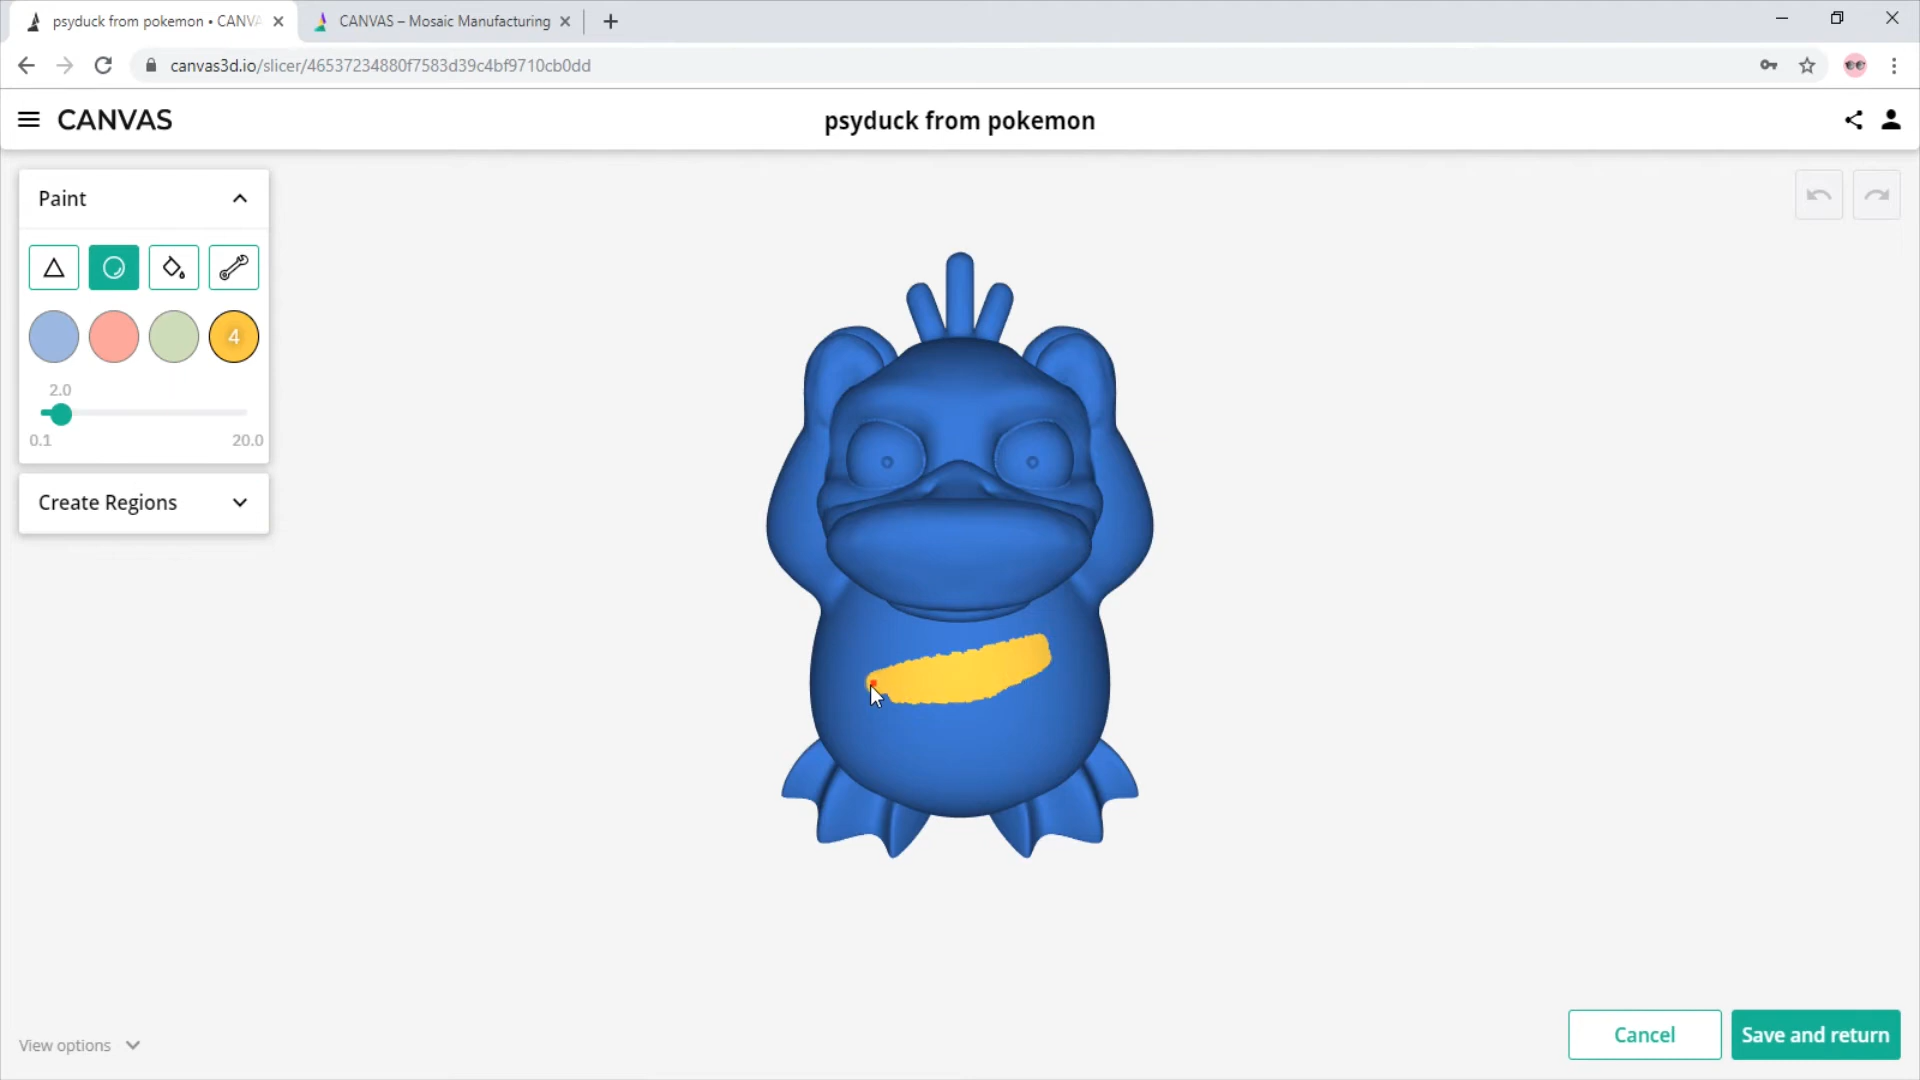 psyduck from pokemon • CANVA
CANVAS – Mosaic Manufacturing
canvas3d.io/slicer/46537234880f7583d39c4bf9710cb0dd
CANVAS
psyduck from pokemon
Paint
4
2.0
0.1
20.0
Create Regions
View options
Cancel
Save and return